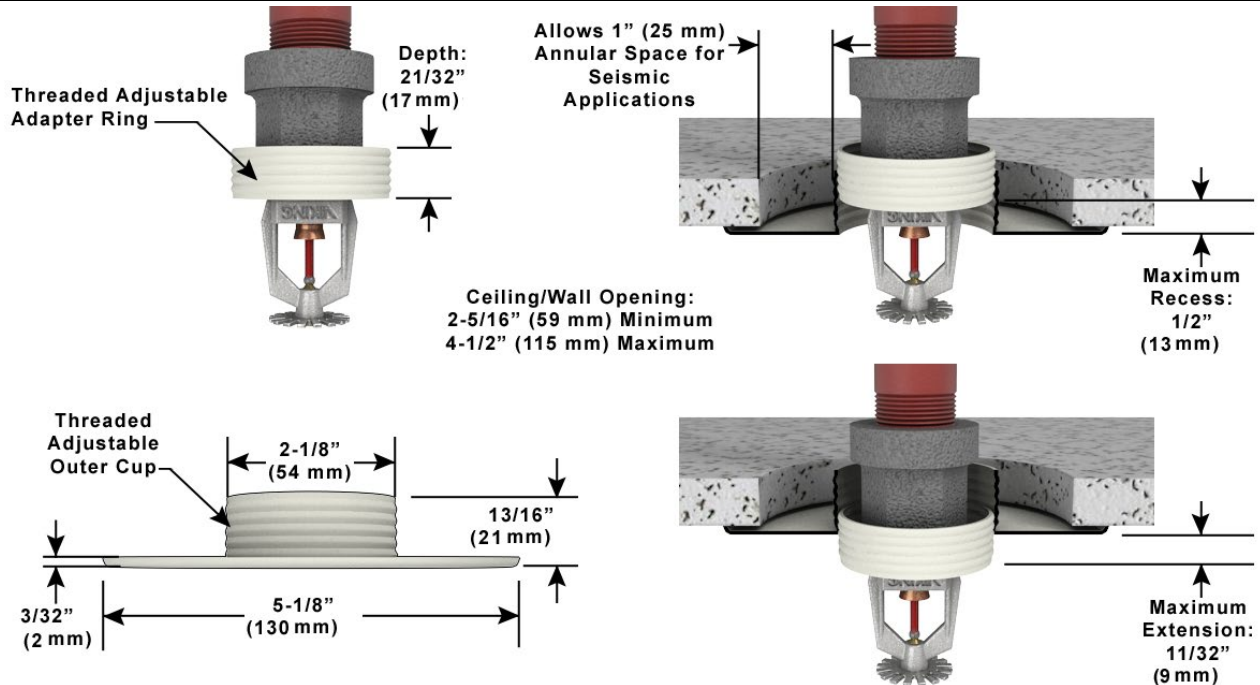 Threaded Adjustable
Adapter Ring
Depth:
21/32”
(17 mm)
VIKING
Allows 1” (25 mm)
Annular Space for
Seismic
Applications
VIKING
Maximum
Recess:
1/2”
(13 mm)
Ceiling/Wall Opening:
2-5/16” (59 mm) Minimum
4-1/2” (115 mm) Maximum
Threaded
Adjustable
Outer Cup
2-1/8”
(54 mm)
13/16”
(21 mm)
3/32”
(2 mm)
5-1/8”
(130 mm)
VIKING
Maximum
Extension:
11/32”
(9 mm)